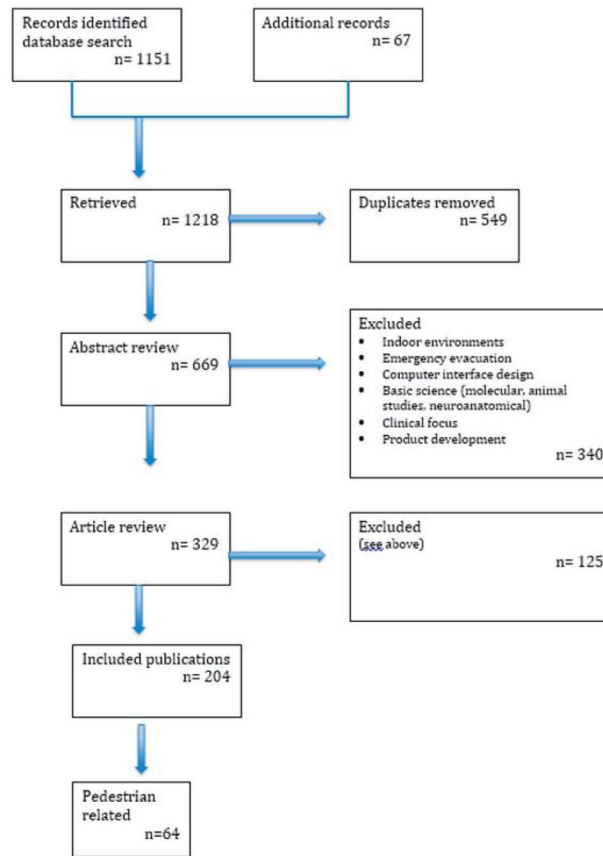 Records identified
database search
n= 1151
Additional records
n= 67
Retrieved
n= 1218
Duplicates removed
n= 549
Abstract review
n= 669
Excluded
• Indoor environments
• Emergency evacuation
• Computer interface design
• Basic science (molecular, animal
studies, neuroanatomical)
• Clinical focus
• Product development
n= 340
Article review
n= 329
Excluded
(see above)
n= 125
Included publications
n= 204
Pedestrian
related
n=64